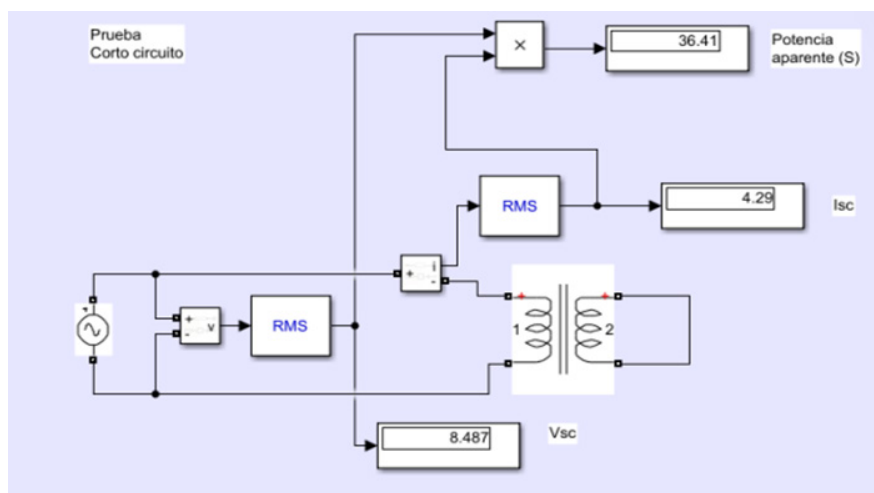 Prueba
Corto circuito
×
36.41
Potencia
aparente (S)
RMS
4.29
Isc
+
i
-
+
v
-
RMS
+
+
1
2
8.487
Vsc